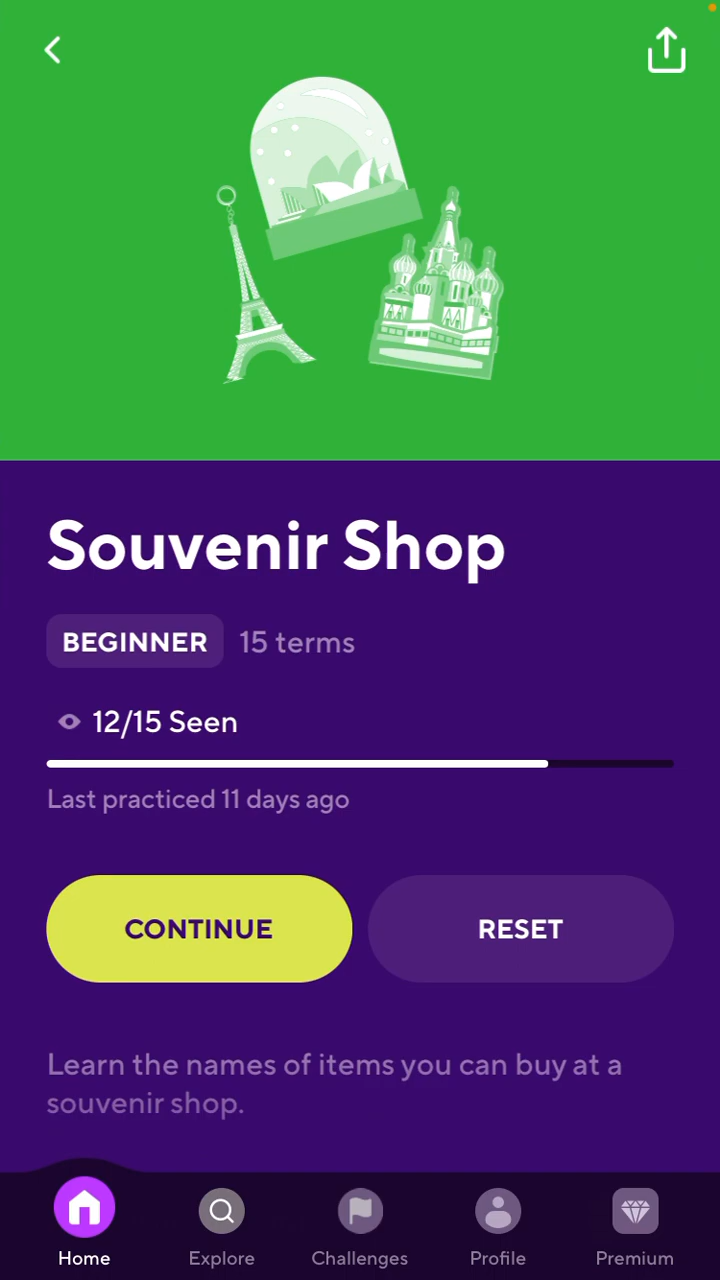 Souvenir Shop
BEGINNER 15 terms
12/15 Seen
Last practiced 11 days ago
CONTINUE RESET
Learn the names of items you can buy at a
souvenir shop.
Home Explore Challenges Profile Premium